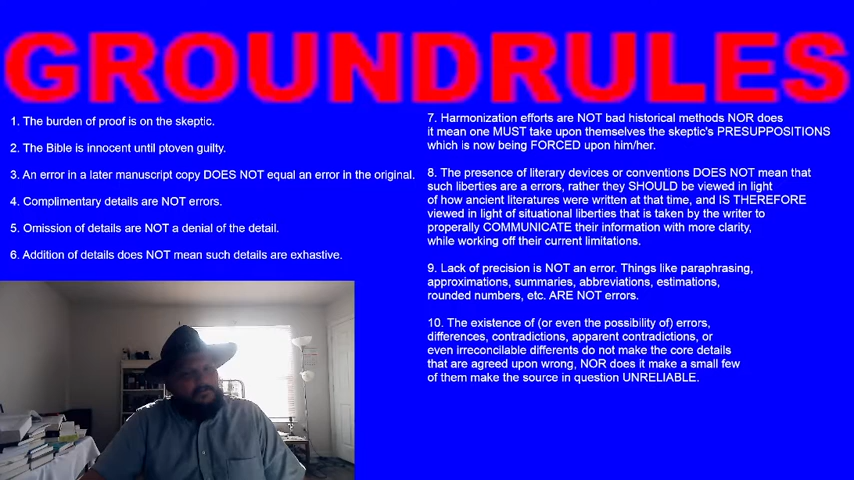 GROUNDRULES
1. The burden of proof is on the skeptic.
2. The Bible is innocent until ptoven guilty.
3. An error in a later manuscript copy DOES NOT equal an error in the original.
4. Complimentary details are NOT errors.
5. Omission of details are NOT a denial of the detail.
6. Addition of details does NOT mean such details are exhastive.
7. Harmonization efforts are NOT bad historical methods NOR does
it mean one MUST take upon themselves the skeptic's PRESUPPOSITIONS
which is now being FORCED upon him/her.
8. The presence of literary devices or conventions DOES NOT mean that
such liberties are a errors, rather they SHOULD be viewed in light
of how ancient literatures were written at that time, and IS THEREFORE
viewed in light of situational liberties that is taken by the writer to
properally COMMUNICATE their information with more clarity,
while working off their current limitations.
9. Lack of precision is NOT an error. Things like paraphrasing,
approximations, summaries, abbreviations, estimations,
rounded numbers, etc. ARE NOT errors.
10. The existence of (or even the possibility of) errors,
differences, contradictions, apparent contradictions, or
even irreconcilable differents do not make the core details
that are agreed upon wrong, NOR does it make a small few
of them make the source in question UNRELIABLE.